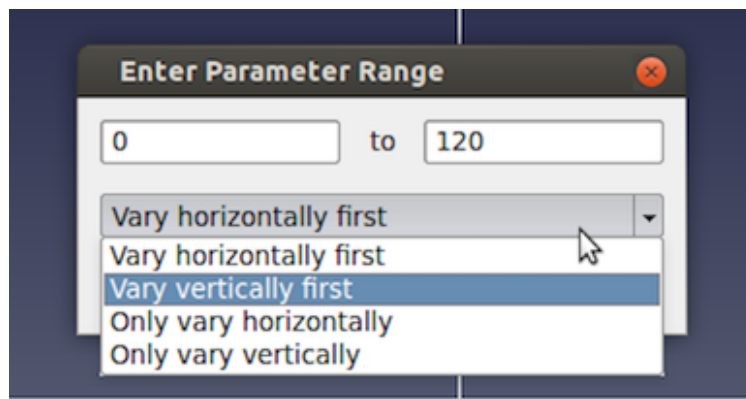 Enter Parameter Range
0 to 120
Vary horizontally first
Vary horizontally first
Vary vertically first
Only vary horizontally
Only vary vertically